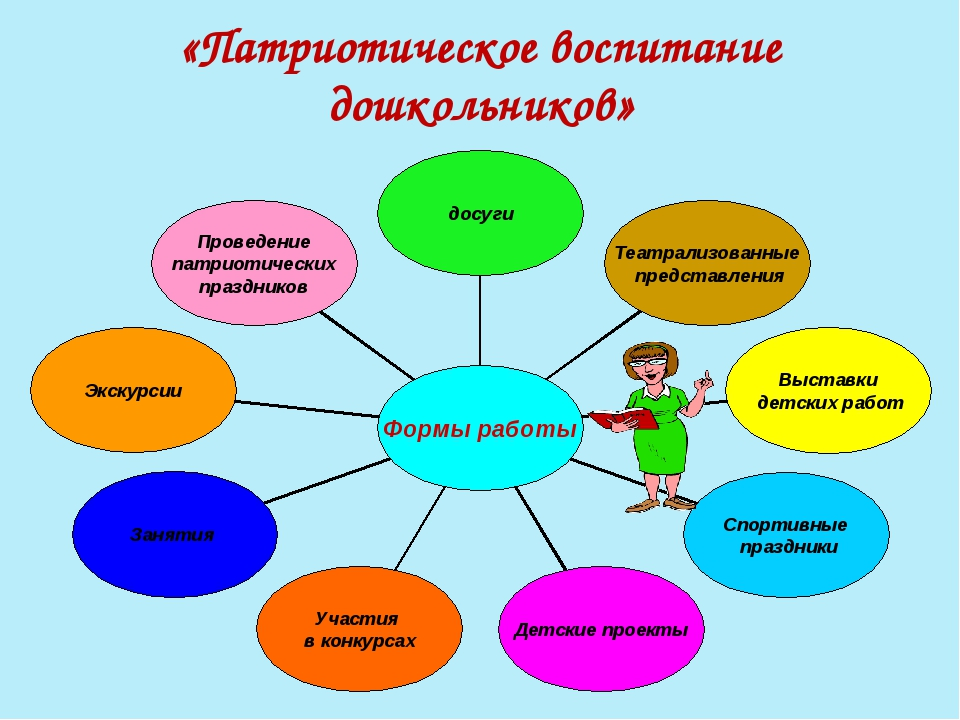 «Патриотическое воспитание
дошкольников»
досуги
Проведение
патриотических
праздников
Театрализованные
представления
Экскурсии
Выставки
детских работ
Формы работы
Занятия
Спортивные
праздники
Участия
в конкурсах
Детские проекты